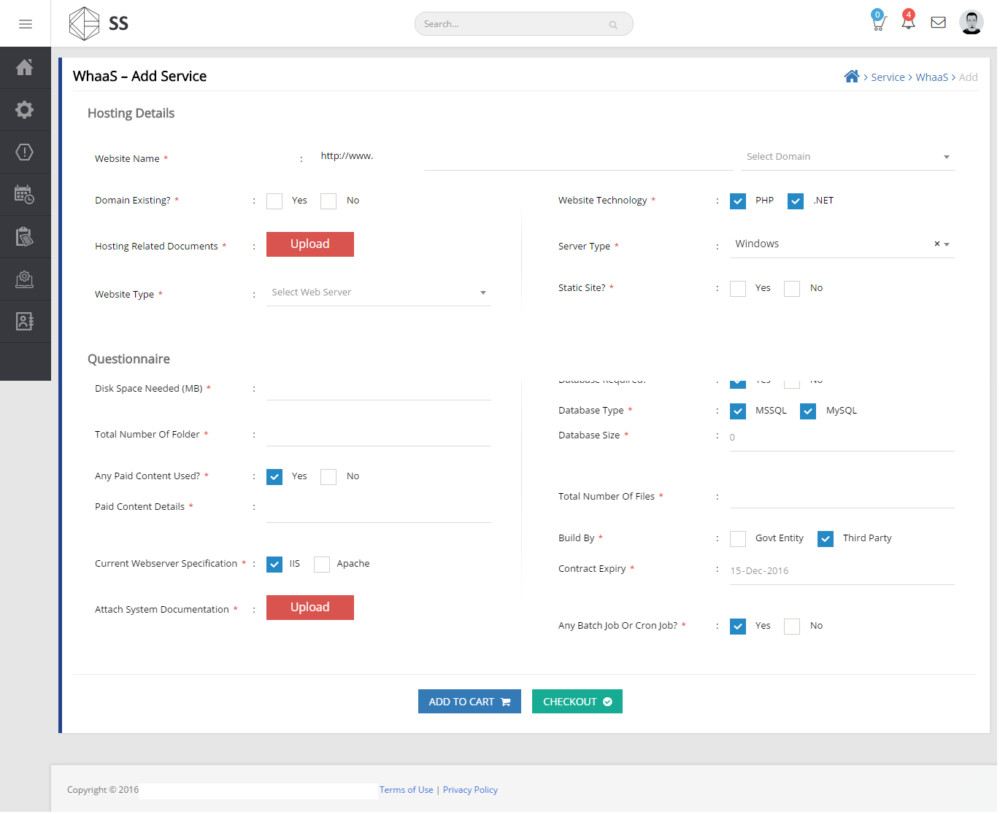 SS
Search...
0
4
WhaaS – Add Service
> Service > WhaaS > Add
Hosting Details
Website Name * : http://www.
Select Domain
Domain Existing? * : Yes No
Website Technology * : PHP .NET
Hosting Related Documents * : Upload
Server Type * : Windows ×
Website Type * : Select Web Server
Static Site? * : Yes No
Questionnaire
Disk Space Needed (MB) * :
Database Required? : Yes No
Database Type * : MSSQL MySQL
Total Number Of Folder * :
Database Size * : 0
Any Paid Content Used? * : Yes No
Total Number Of Files * :
Paid Content Details * :
Build By * : Govt Entity Third Party
Current Webserver Specification * : IIS Apache
Contract Expiry * : 15-Dec-2016
Attach System Documentation * : Upload
Any Batch Job Or Cron Job? * : Yes No
ADD TO CART
CHECKOUT
Copyright © 2016 Terms of Use | Privacy Policy